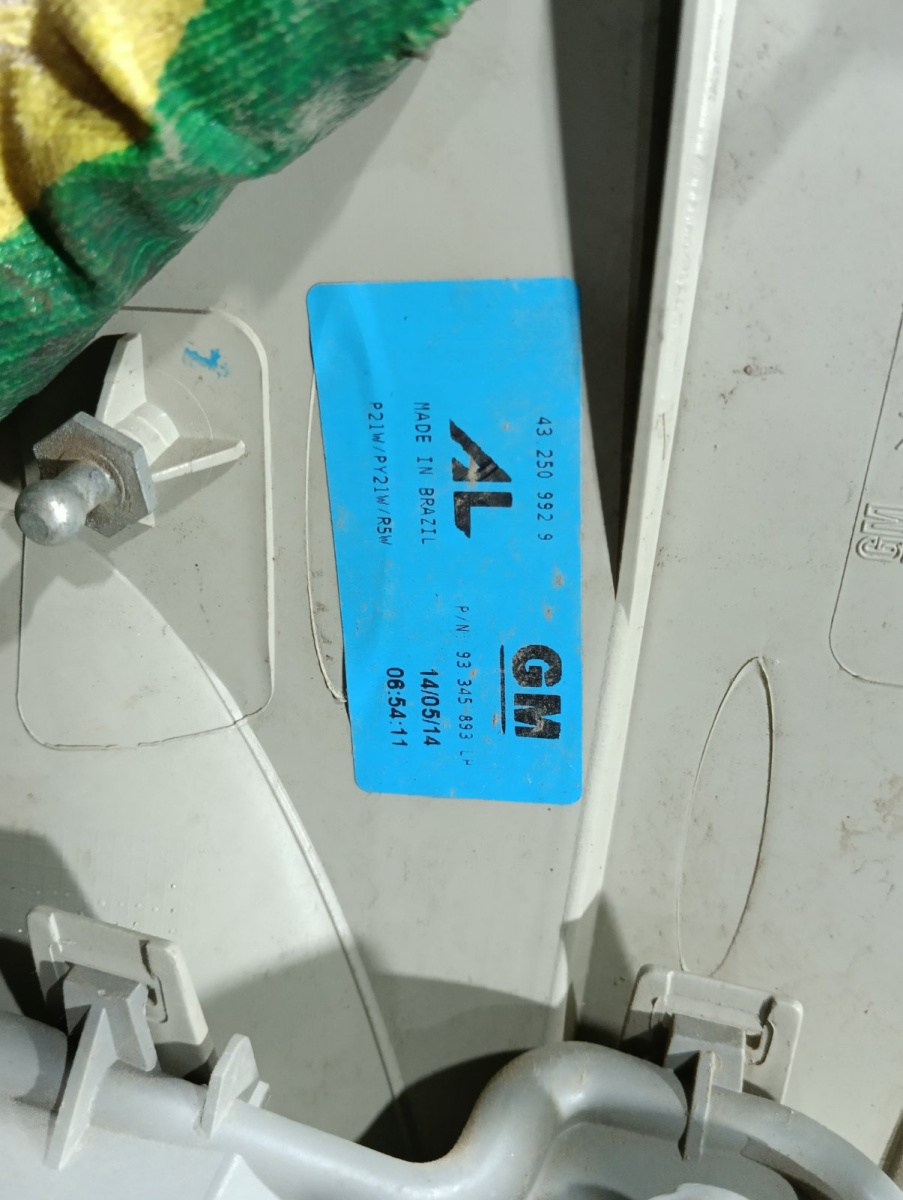 43 250 992 9
GM
AL
P/N 93 345 893 LH
MADE IN BRAZIL
14/05/14
P21W/PY21W/R5W
06:54:11
GM